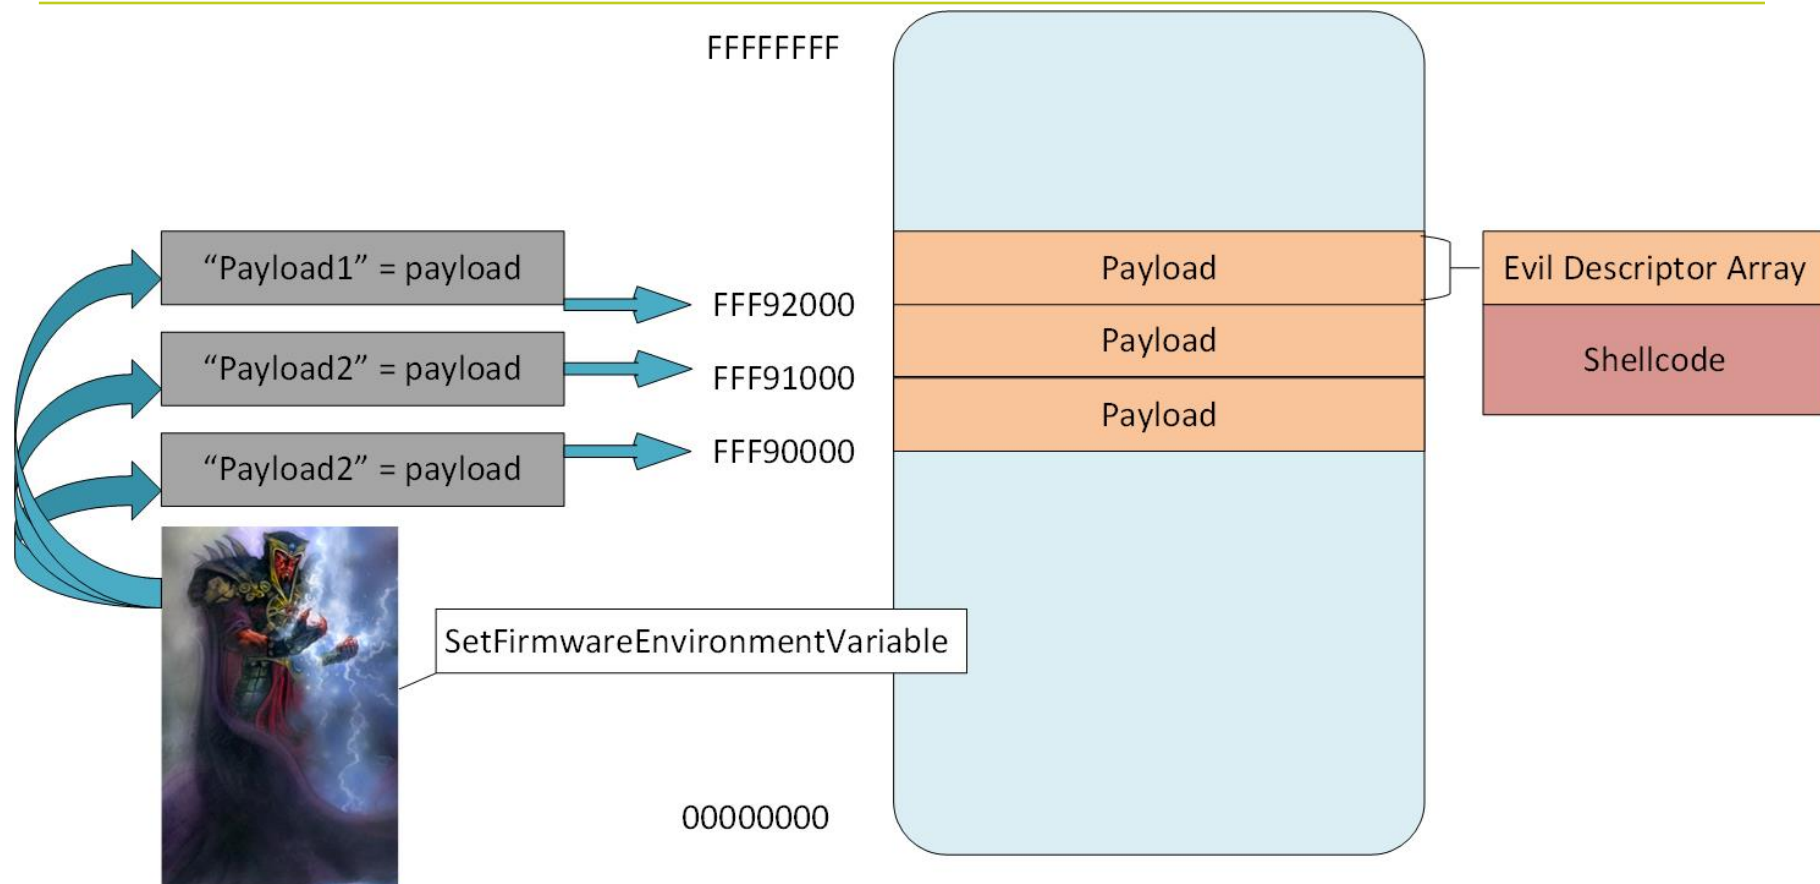 FFFFFFFF
“Payload1” = payload
FFF92000
“Payload2” = payload
FFF91000
“Payload2” = payload
FFF90000
Payload
Payload
Payload
Evil Descriptor Array
Shellcode
SetFirmwareEnvironmentVariable
00000000